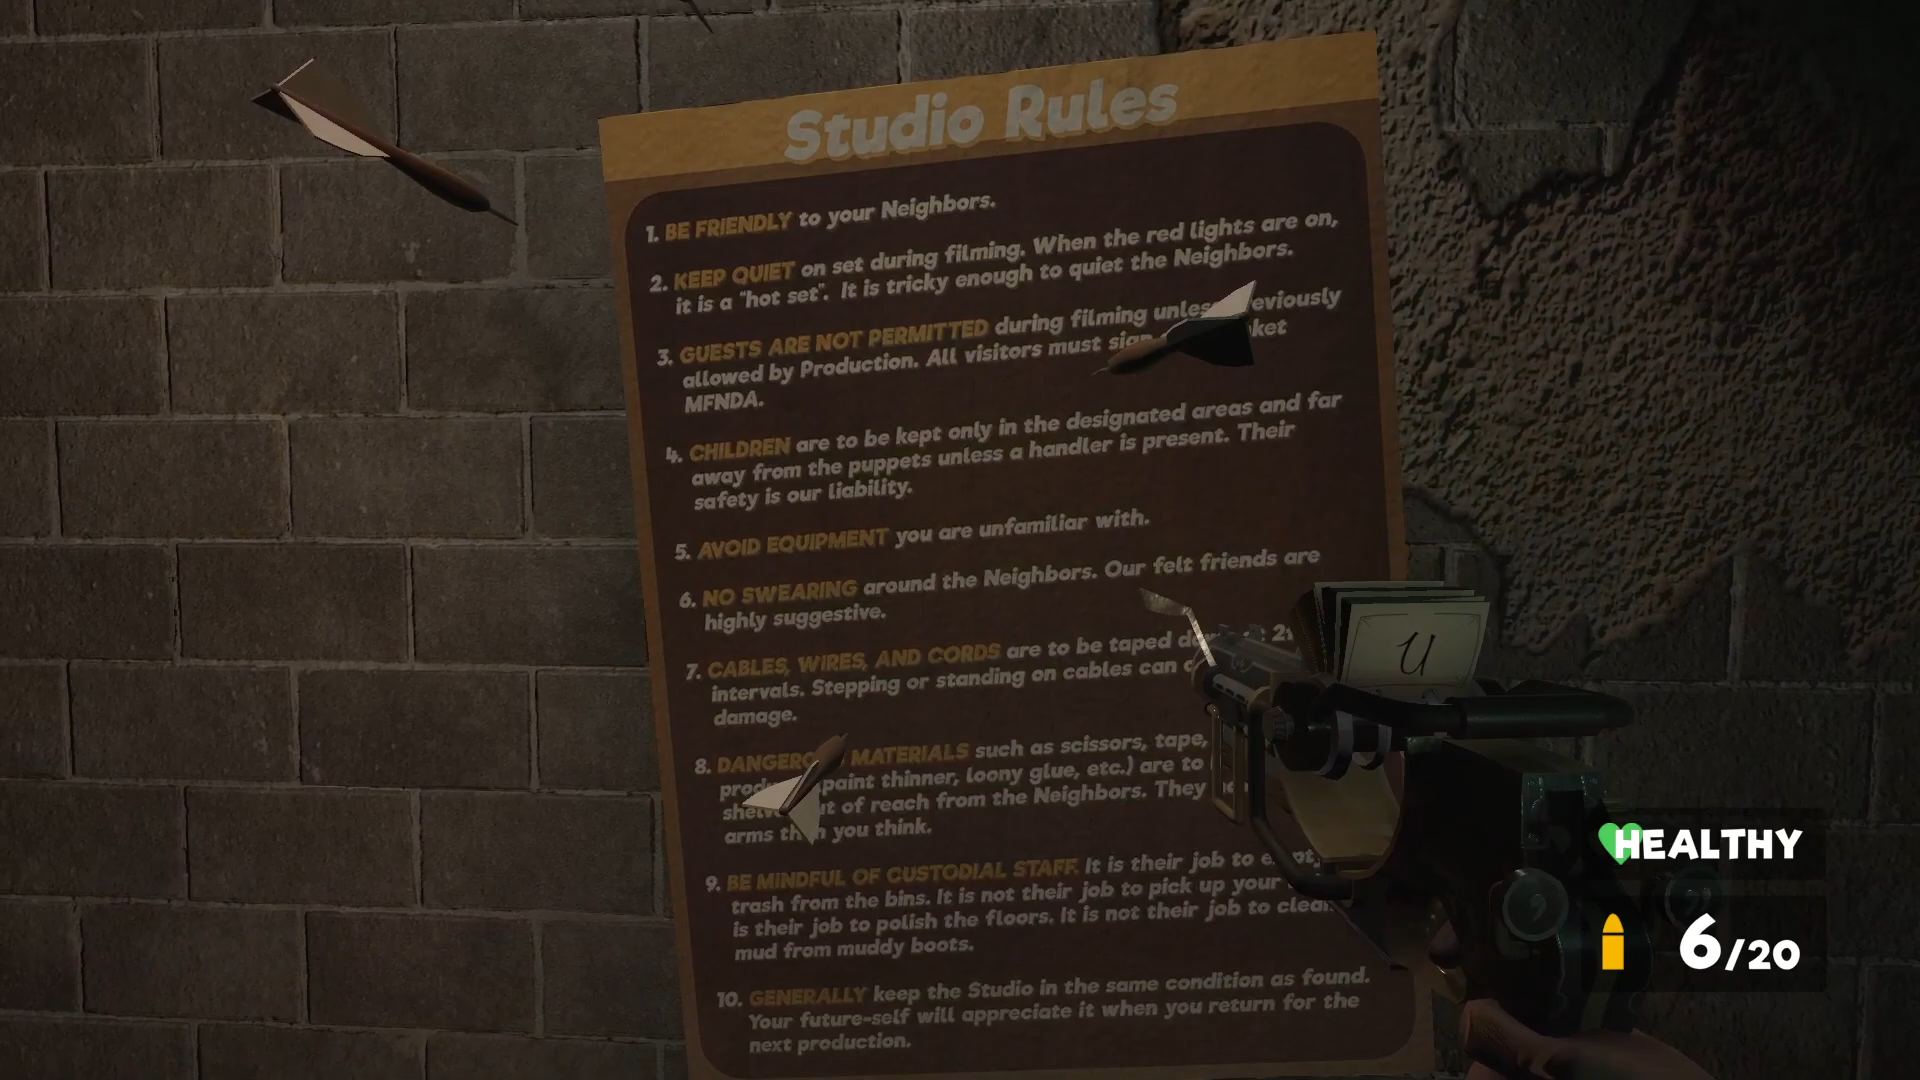 Studio Rules
1. BE FRIENDLY to your Neighbors.
2. KEEP QUIET on set during filming. When the red lights are on,
it is a "hot set". It is tricky enough to quiet the Neighbors.
3. GUESTS ARE NOT PERMITTED during filming
allowed by Production. All visitors must
MFNDA.
4. CHILDREN are to be kept only in the designated areas and far
away from the puppets unless a handler is present. Their
safety is our liability.
5. AVOID EQUIPMENT you are unfamiliar with.
6. NO SWEARING around the Neighbors. Our felt friends are
highly suggestive.
7. CABLES, WIRES, AND CORDS are to be taped
intervals. Stepping or standing on cables can
damage.
8. MATERIALS such as scissors, tape,
paint thinner, loony glue, etc.) are to
of reach from the Neighbors. They
arms you think.
9. BE MINDFUL OF CUSTODIAL STAFF. It is their job to
trash from the bins. It is not their job to pick up your
is their job to polish the floors. It is not their job to clean
mud from muddy boots.
10. GENERALLY keep the Studio in the same condition as found.
Your future-self will appreciate it when you return for the
next production.
U
HEALTHY
6/20